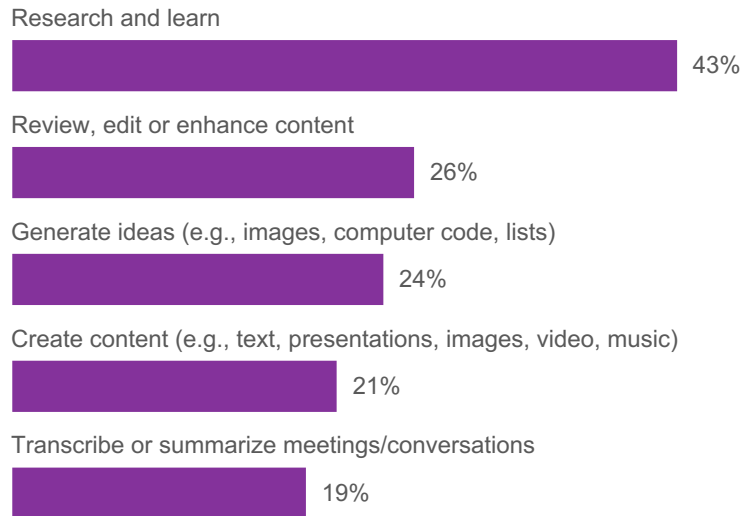 Research and learn
43%
Review, edit or enhance content
26%
Generate ideas (e.g., images, computer code, lists)
24%
Create content (e.g., text, presentations, images, video, music)
21%
Transcribe or summarize meetings/conversations
19%